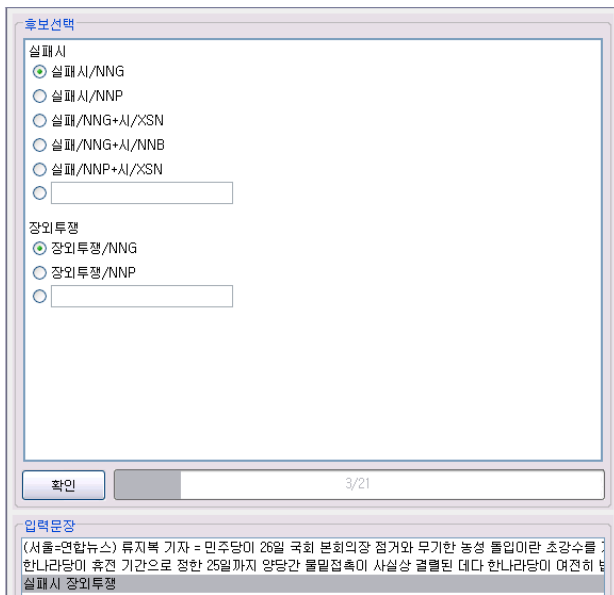 후보선택
실패시
실패시/NNG
실패시/NNP
실패/NNG+시/XSN
실패/NNG+시/NNB
실패/NNP+시/XSN
장외투쟁
장외투쟁/NNG
장외투쟁/NNP
확인
3/21
입력문장
(서울=연합뉴스) 류지복 기자 = 민주당이 26일 국회 본회의장 점거와 무기한 농성 돌입이란 초강수를
한나라당이 휴전 기간으로 정한 25일까지 양당간 물밑접촉이 사실상 결렬된 데다 한나라당이 여전히
실패시 장외투쟁